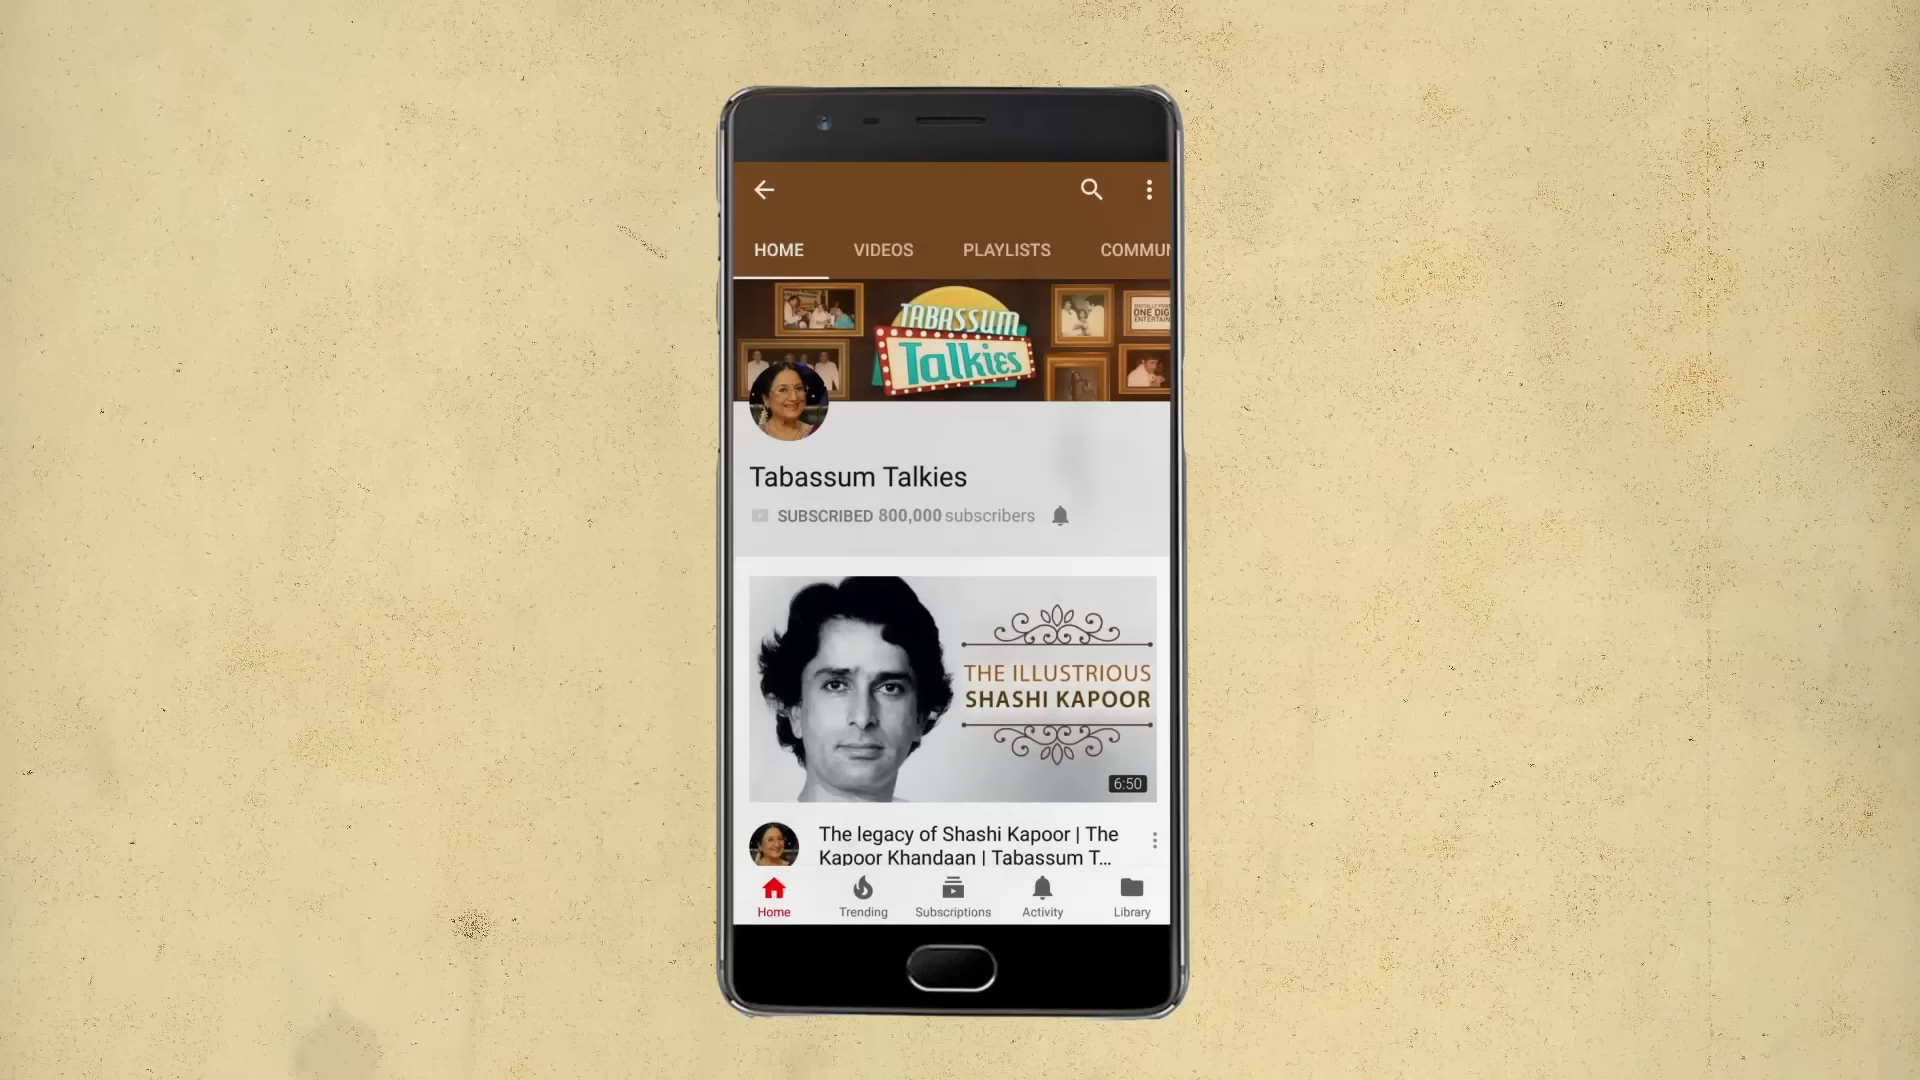 HOME VIDEOS PLAYLISTS COMMUN
TABASSUM
Talkies
ONE DIG
Tabassum Talkies
SUBSCRIBED 800,000 subscribers
THE ILLUSTRIOUS
SHASHI KAPOOR
6:50
The legacy of Shashi Kapoor | The
Kapoor Khandaan | Tabassum T...
Home Trending Subscriptions Activity Library